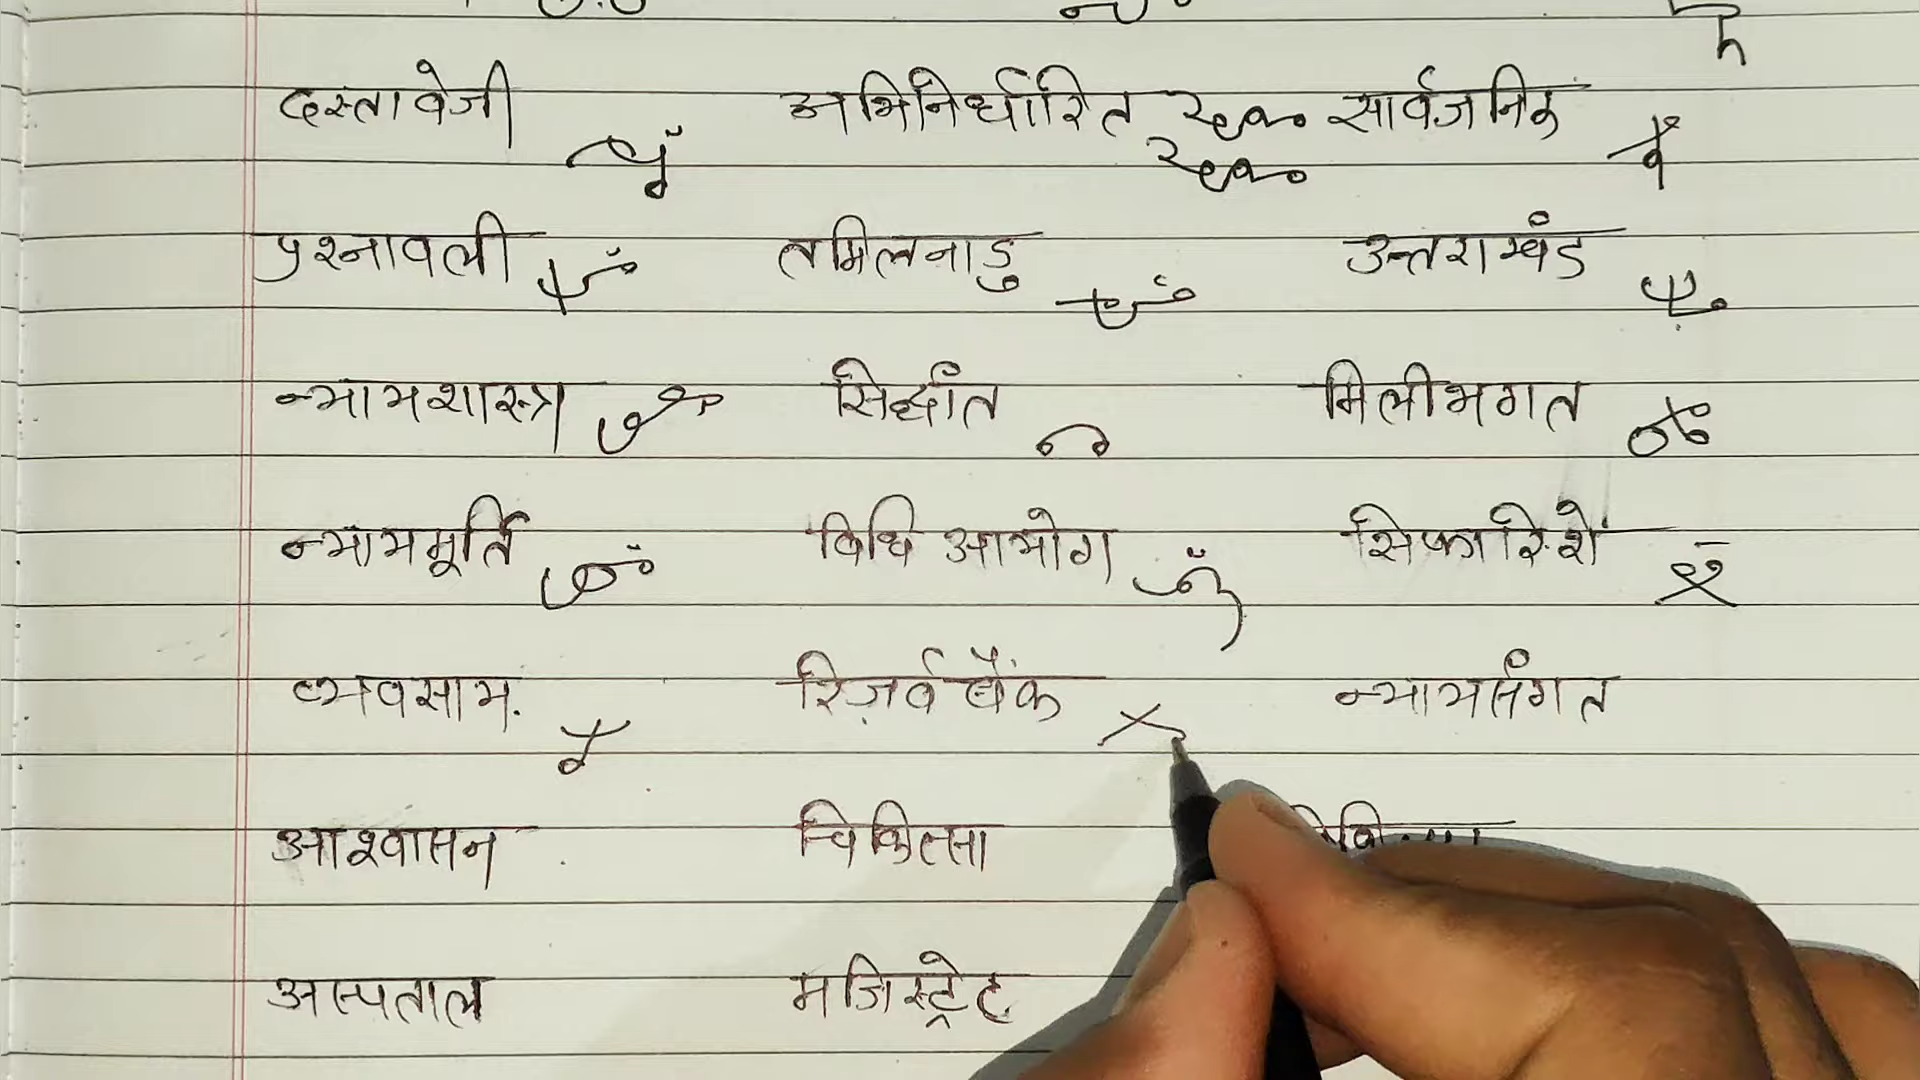 दस्तावेजी अभिनिर्धारित सार्वजनिक
प्रश्नावली तमिलनाडु उत्तराखंड
न्यायशास्त्र सिद्धांत मिलीभगत
न्यायमूर्ति विधि आयोग सिफारिशें
व्यवसाय रिज़र्व बैंक न्यायसंगत
आश्वासन चिकित्सा
अस्पताल मजिस्ट्रेट